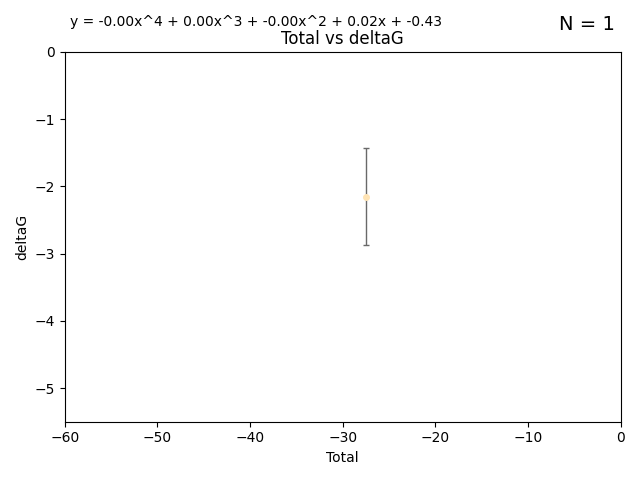 y = -0.00x^4 + 0.00x^3 + -0.00x^2 + 0.02x + -0.43
N = 1
Total vs deltaG
0
−1
−2
−3
−4
−5
deltaG
−60 −50 −40 −30 −20 −10 0
Total